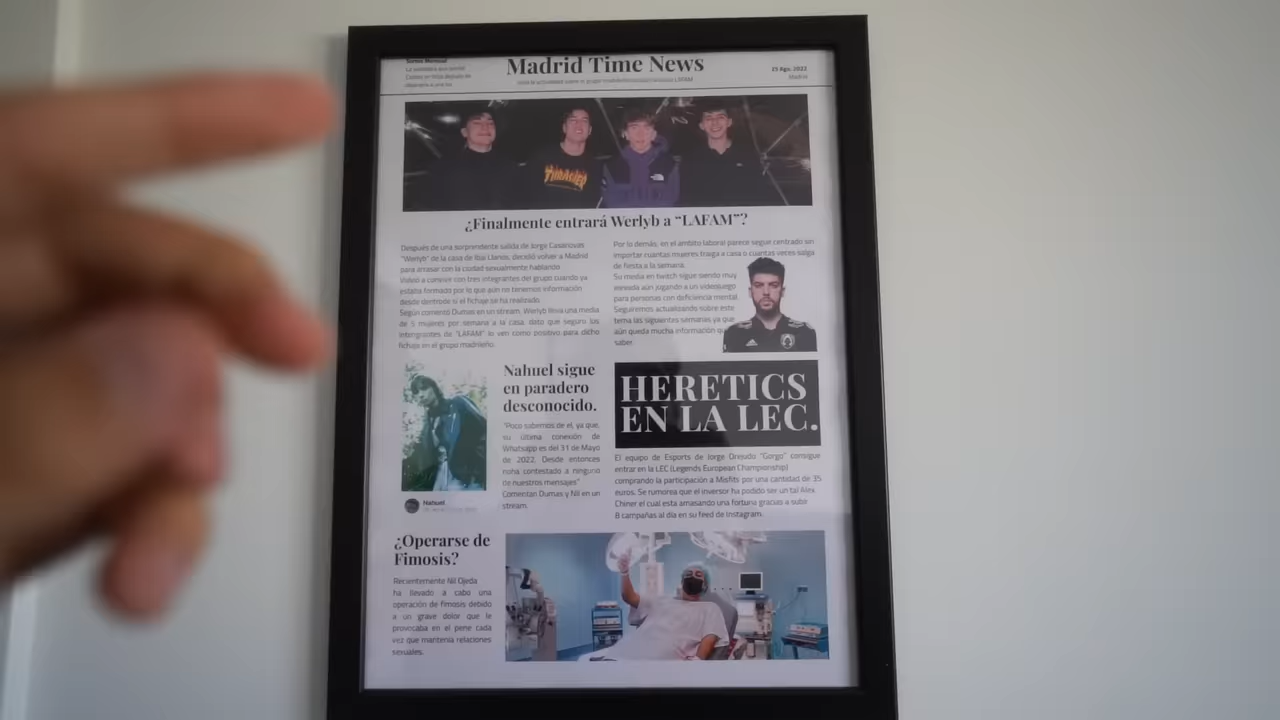 Somos Mensual
Madrid Time News
25 Ago. 2022
Madrid
THRASHER
¿Finalmente entrará Werlyb a “LAFAM”?
Después de una surprendente salida de Jorge Casanovas
"Werlyb" de la casa de Ibai Llanos, decidió volver a Madrid
para arrasar con la ciudad sexualmente hablando
Volvió a convivir con tres integrantes del grupo cuando ya
estaba formado por lo que aún no tenemos información
desde dentro de si el fichaje se ha realizado.
Según comentó Dumas en un stream, Werlyb lleva una media
de 5 mujeres por semana a la casa, dato que seguro los
intergrantes de "LAFAM" lo ven como positivo para dicho
fichaje en el grupo madrileño.
Por lo demás, en el ambito laboral parece segue centrado sin
importar cuantas mujeres traiga a casa o cuantas veces salga
de fiesta a la semana.
Su media en twitch sigue siendo muy
elevada aún jugando a un videojuego
para personas con deficiencia mental.
Seguiremos actualizando sobre este
tema las siguientes semanas ya que
aún queda mucha información
saber.
Nahuel sigue
en paradero
desconocido.
"Poco sabemos de el, ya que,
su última conexión de
Whatsapp es del 31 de Mayo
de 2022, Desde entonces
noha contestado a ninguno
de nuestros mensajes"
Comentan Dumas y Nil en un
stream.
Nahuel
HERETICS
EN LA LEC.
El equipo de Esports de Jorge Orejudo "Gorgo" consigue
entrar en la LEC (Legends European Championship)
comprando la participación a Misfits por una cantidad de 35
euros. Se rumorea que el inversor ha podido ser un tal Alex
Chiner el cual esta amasando una fortuna gracias a subir
8 campañas al día en su feed de Instagram.
¿Operarse de
Fimosis?
Recientemente Nil Ojeda
ha llevado a cabo una
operación de fimosis debido
a un grave dolor que le
provocaba en el pene cada
vez que mantenía relaciones
sexuales.